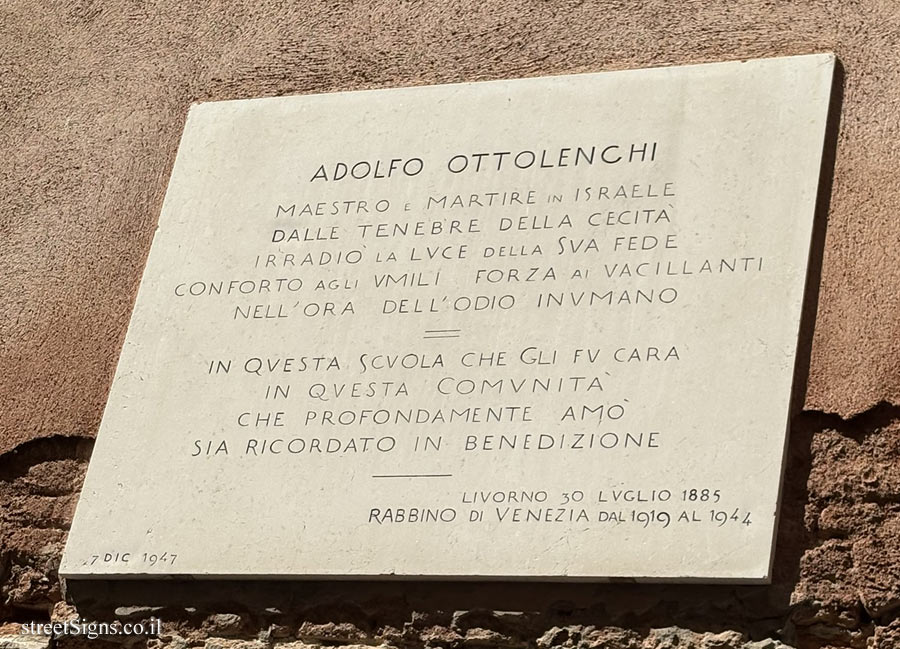 ADOLFO OTTOLENCHI
MAESTRO E MARTIRE IN ISRAELE
DALLE TENEBRE DELLA CECITÀ
IRRADIÒ LA LVCE DELLA SVA FEDE
CONFORTO AGLI VMILI FORZA AI VACILLANTI
NELL'ORA DELL'ODIO INVMANO
IN QVESTA SCVOLA CHE GLI FV CARA
IN QVESTA COMVNITÀ
CHE PROFONDAMENTE AMÒ
SIA RICORDATO IN BENEDIZIONE
LIVORNO 30 LVGLIO 1885
RABBINO DI VENEZIA DAL 1919 AL 1944
7 DIC 1947
streetSigns.co.il